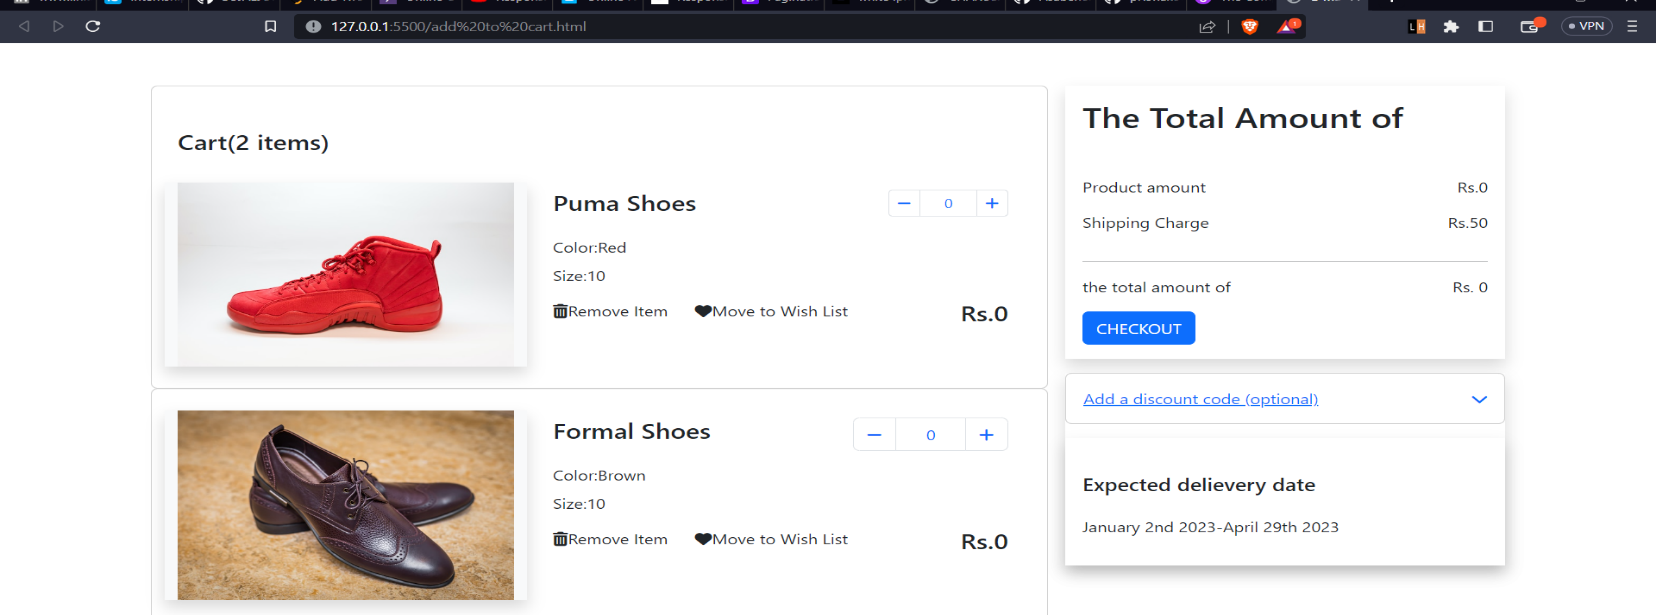 127.0.0.1:5500/add%20to%20cart.html
VPN
Cart(2 items)
Puma Shoes
0
Color:Red
Size:10
Remove Item
Move to Wish List
Rs.0
Formal Shoes
0
Color:Brown
Size:10
Remove Item
Move to Wish List
Rs.0
The Total Amount of
Product amount Rs.0
Shipping Charge Rs.50
the total amount of Rs. 0
CHECKOUT
Add a discount code (optional)
Expected delievery date
January 2nd 2023-April 29th 2023